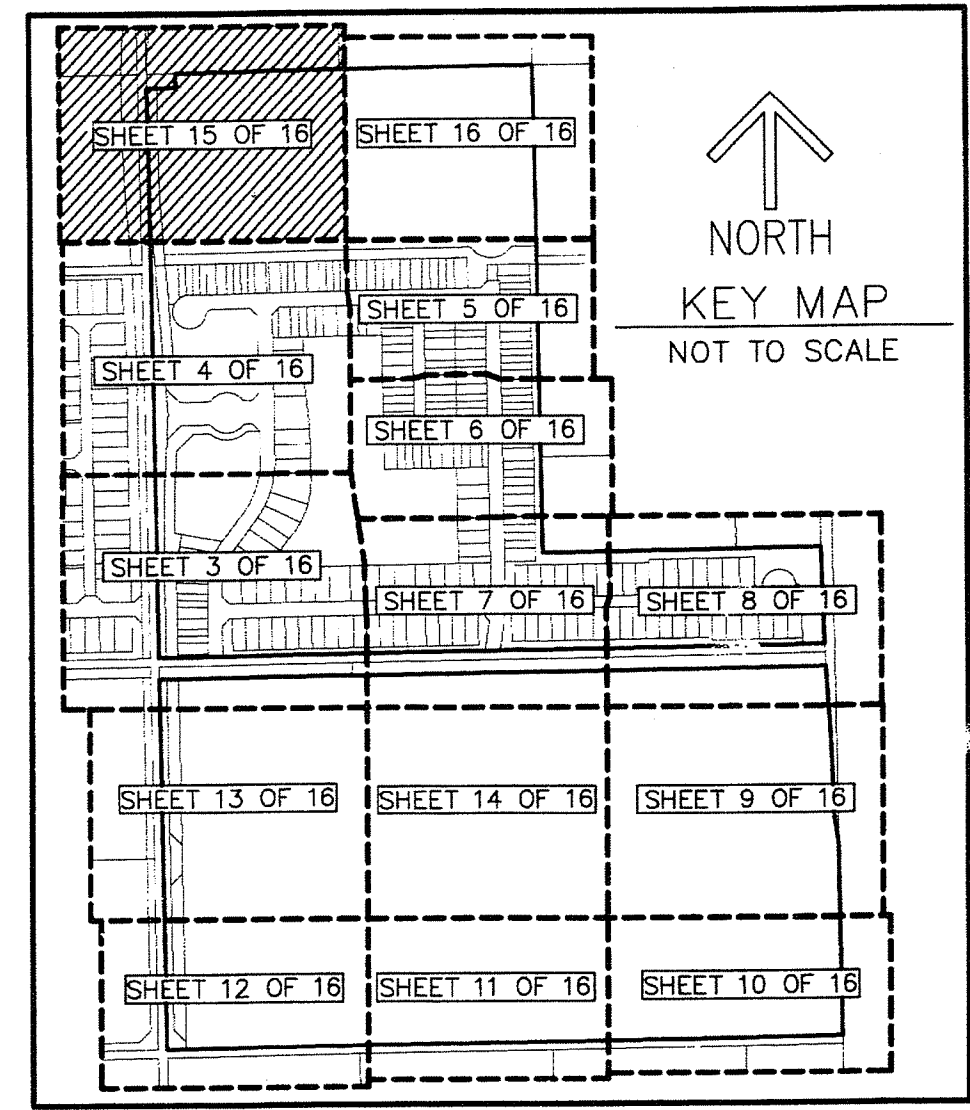 SHEET 15 OF 16
SHEET 16 OF 16
NORTH
KEY MAP
NOT TO SCALE
SHEET 5 OF 16
SHEET 4 OF 16
SHEET 6 OF 16
SHEET 3 OF 16
SHEET 7 OF 16
SHEET 8 OF 16
SHEET 13 OF 16
SHEET 14 OF 16
SHEET 9 OF 16
SHEET 12 OF 16
SHEET 11 OF 16
SHEET 10 OF 16